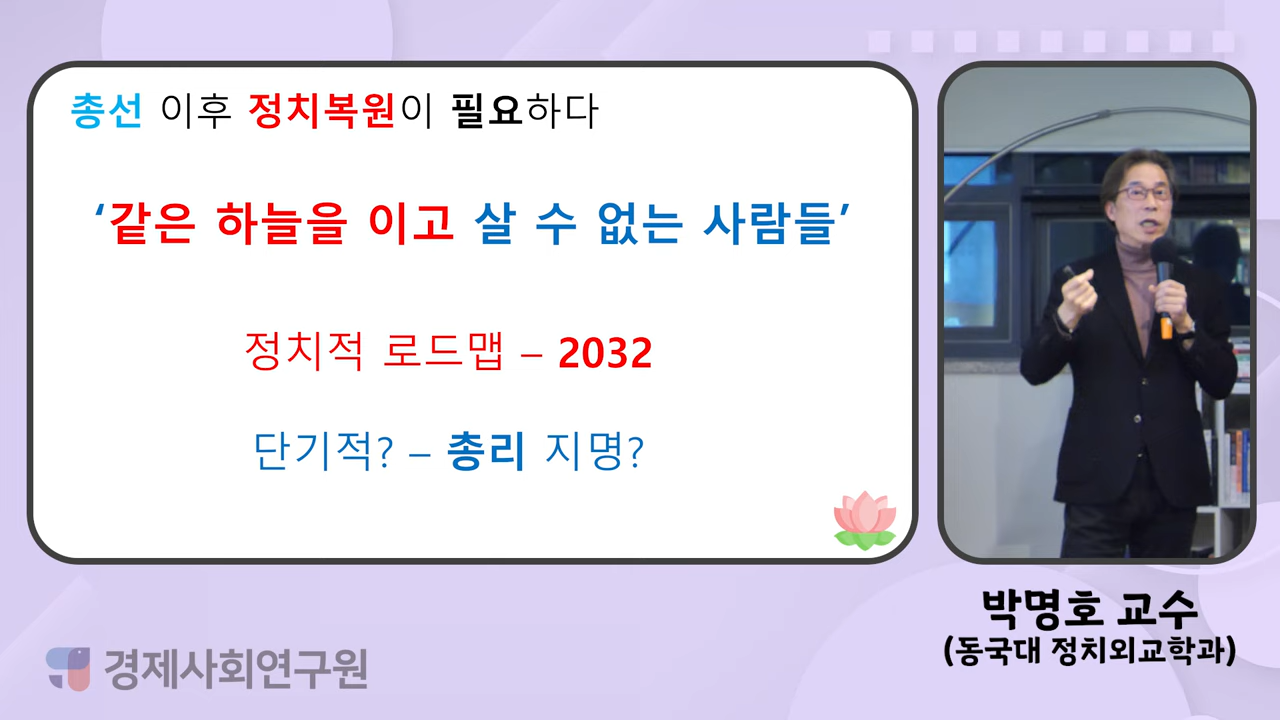 총선 이후 정치복원이 필요하다
‘같은 하늘을 이고 살 수 없는 사람들’
정치적 로드맵 – 2032
단기적? – 총리 지명?
박명호 교수
(동국대 정치외교학과)
경제사회연구원